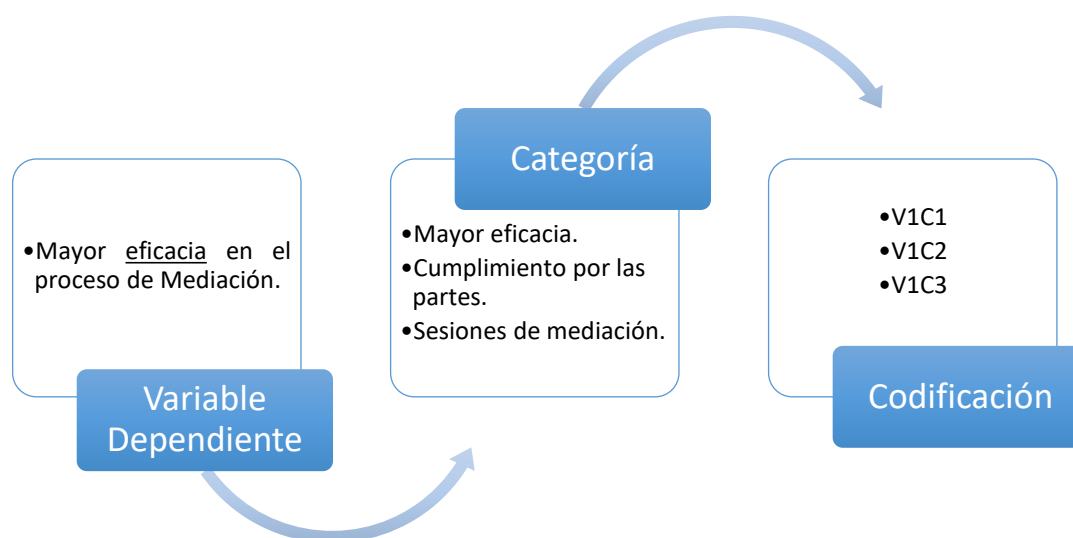 •Mayor eficacia en el
proceso de Mediación.
Variable
Dependiente
Categoría
•Mayor eficacia.
•Cumplimiento por las
partes.
•Sesiones de mediación.
•V1C1
•V1C2
•V1C3
Codificación